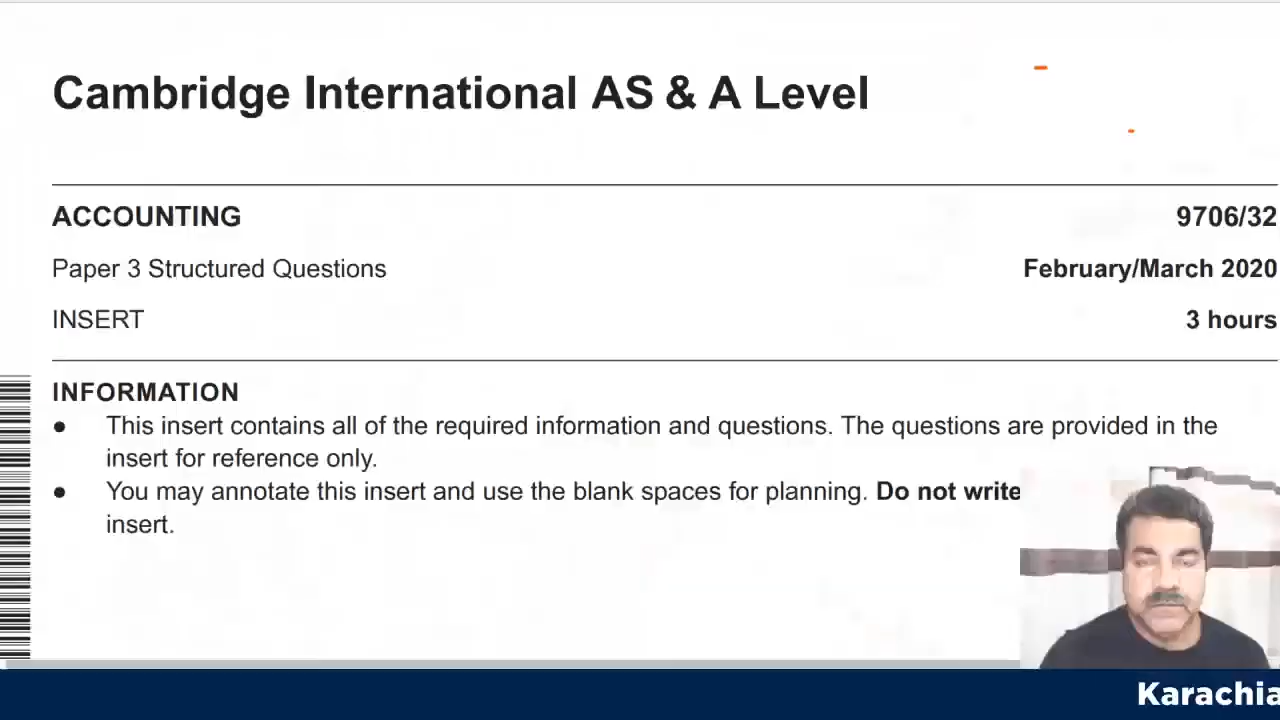 Cambridge International AS & A Level
ACCOUNTING 9706/32
Paper 3 Structured Questions February/March 2020
INSERT 3 hours
INFORMATION
● This insert contains all of the required information and questions. The questions are provided in the
insert for reference only.
● You may annotate this insert and use the blank spaces for planning. Do not write
insert.
Karachia